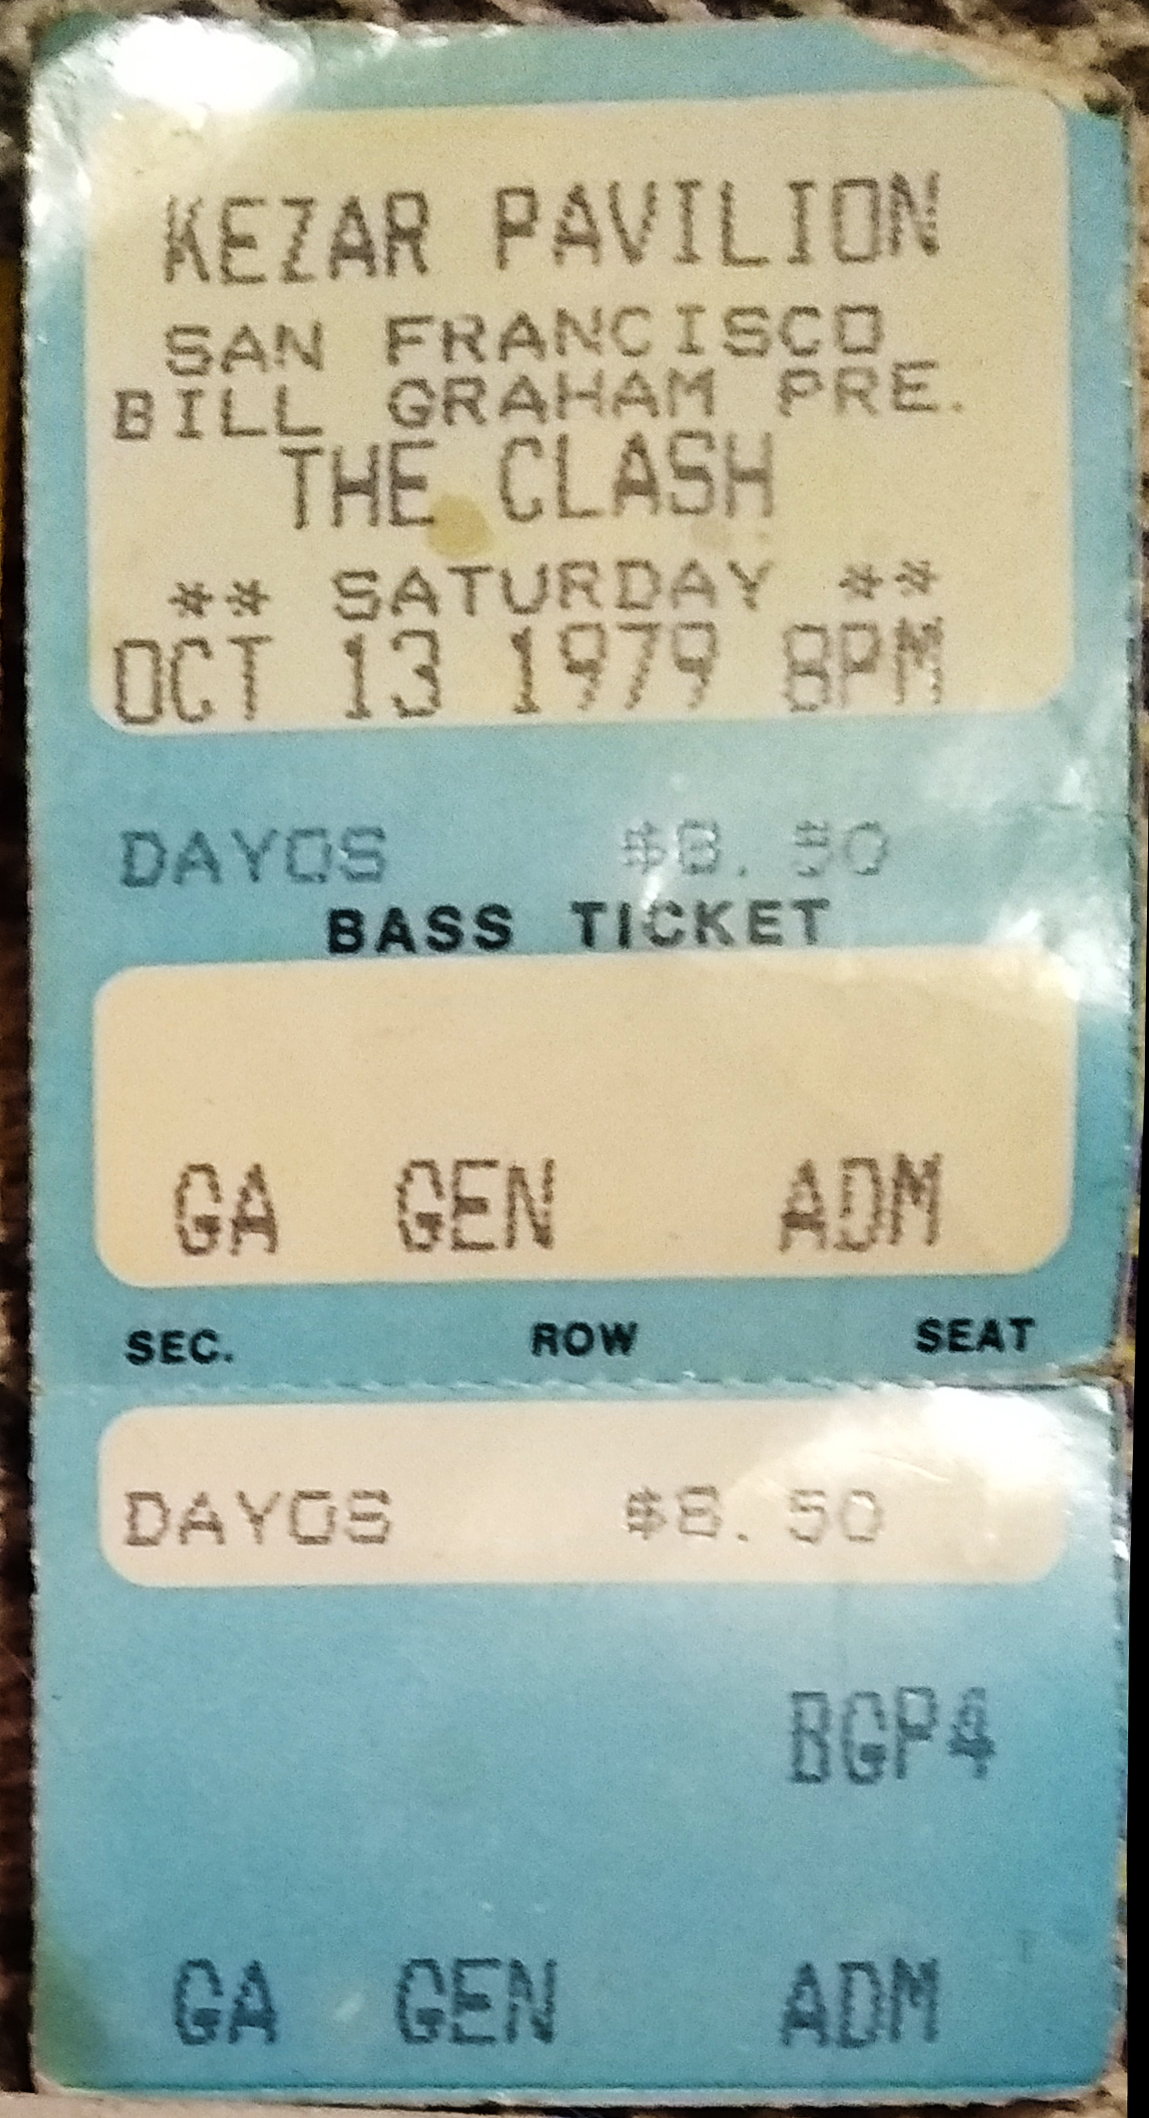 KEZAR PAVILION
SAN FRANCISCO
BILL GRAHAM PRE.
THE CLASH
** SATURDAY **
OCT 13 1979 8PM
DAYOS $8.50
BASS TICKET
GA GEN ADM
SEC. ROW SEAT
DAYOS $8.50
BGP4
GA GEN ADM